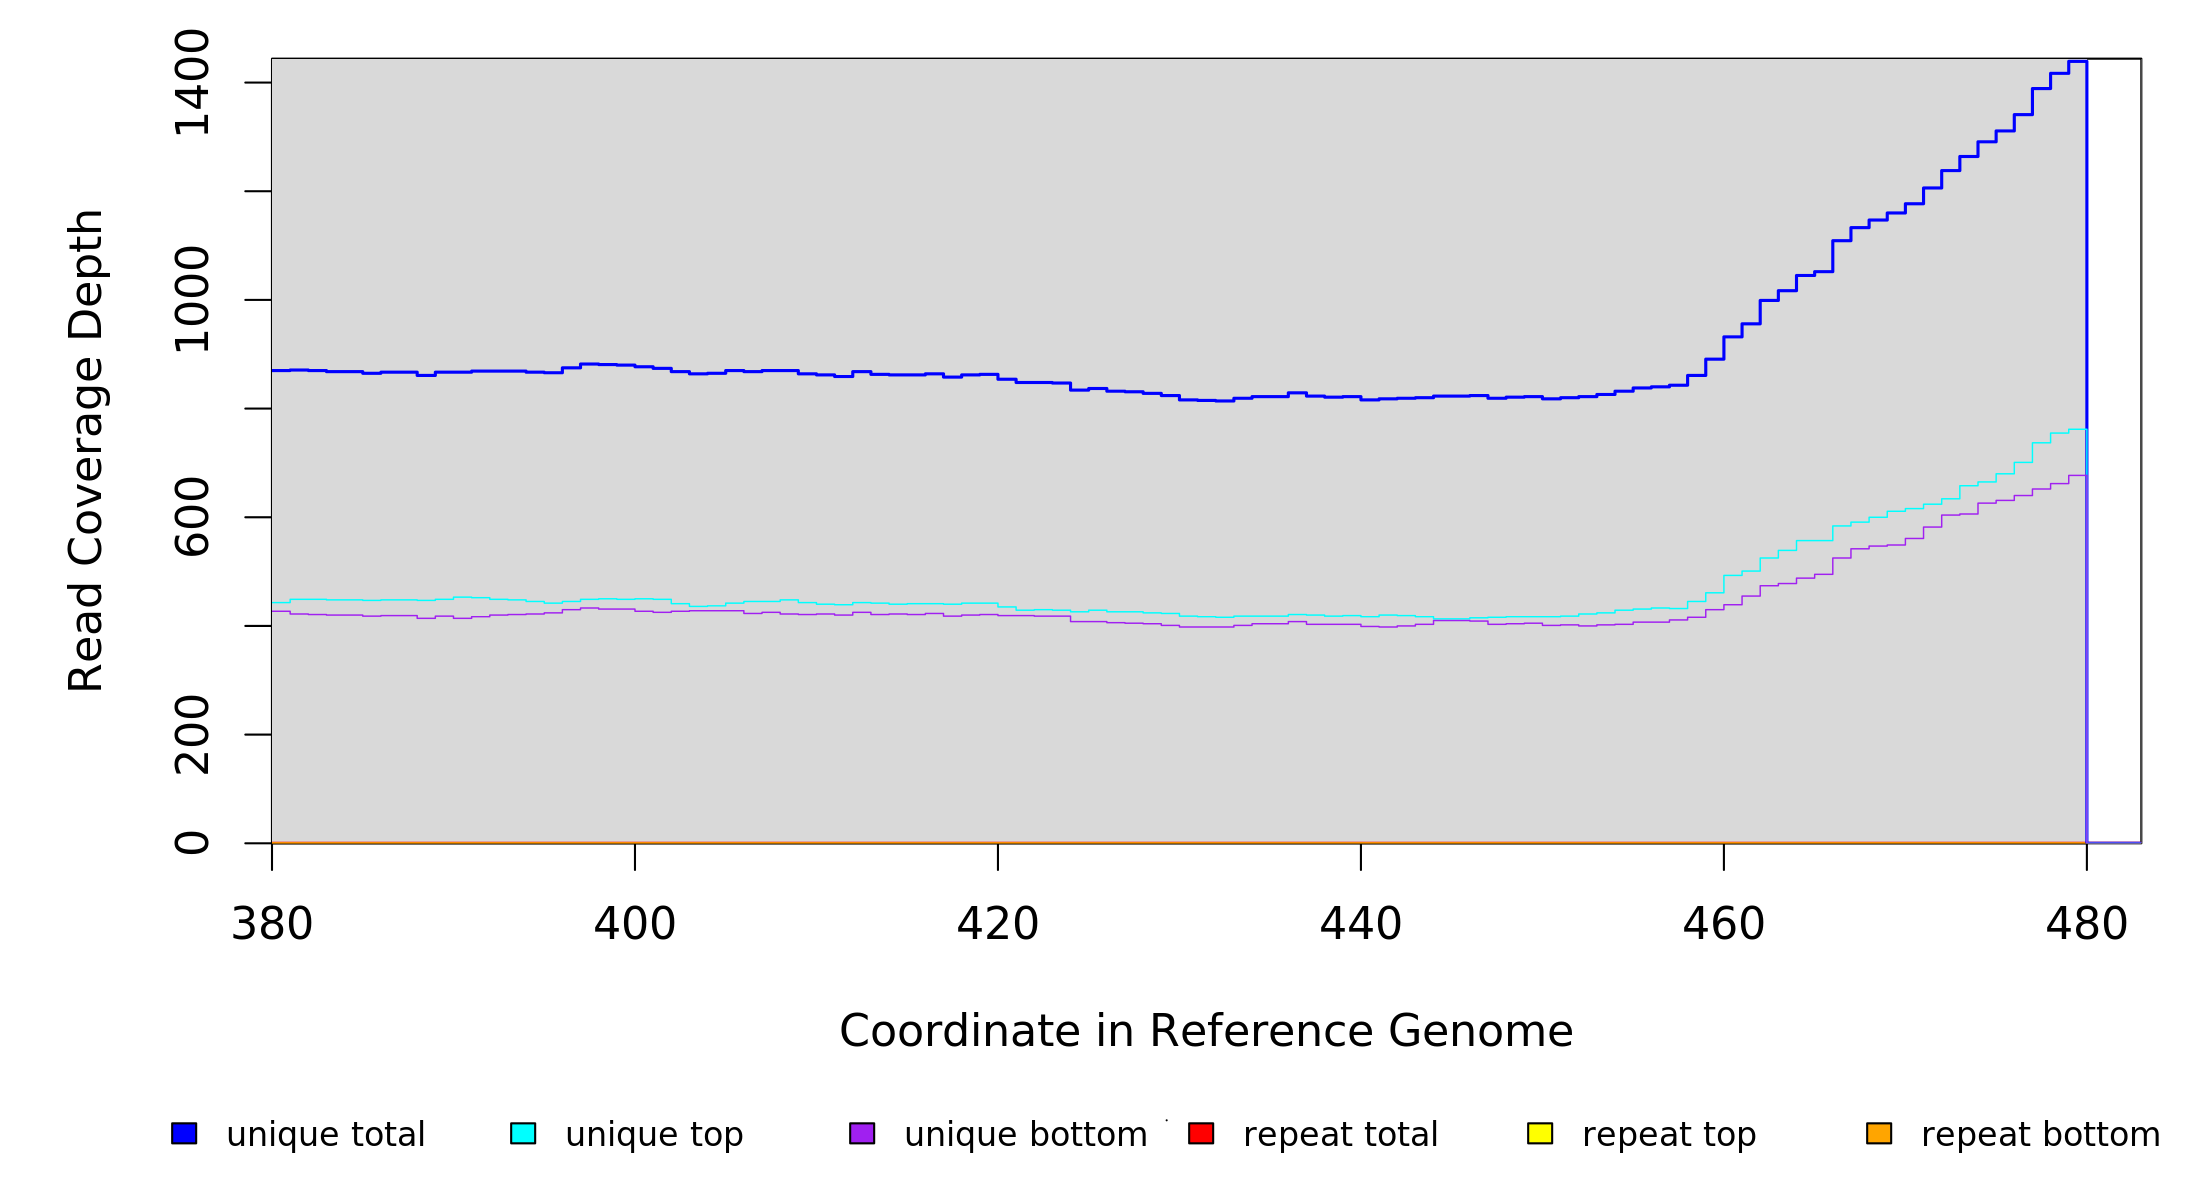 Read Coverage Depth
1400
1000
600
200
0
380 400 420 440 460 480
Coordinate in Reference Genome
unique total unique top unique bottom repeat total repeat top repeat bottom